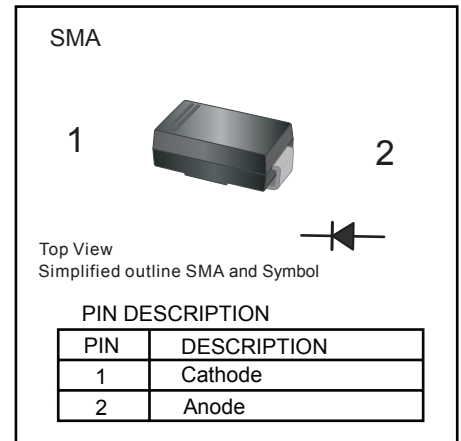 SMA
1
2
Top View
Simplified outline SMA and Symbol
PIN DESCRIPTION
PIN DESCRIPTION
1 Cathode
2 Anode